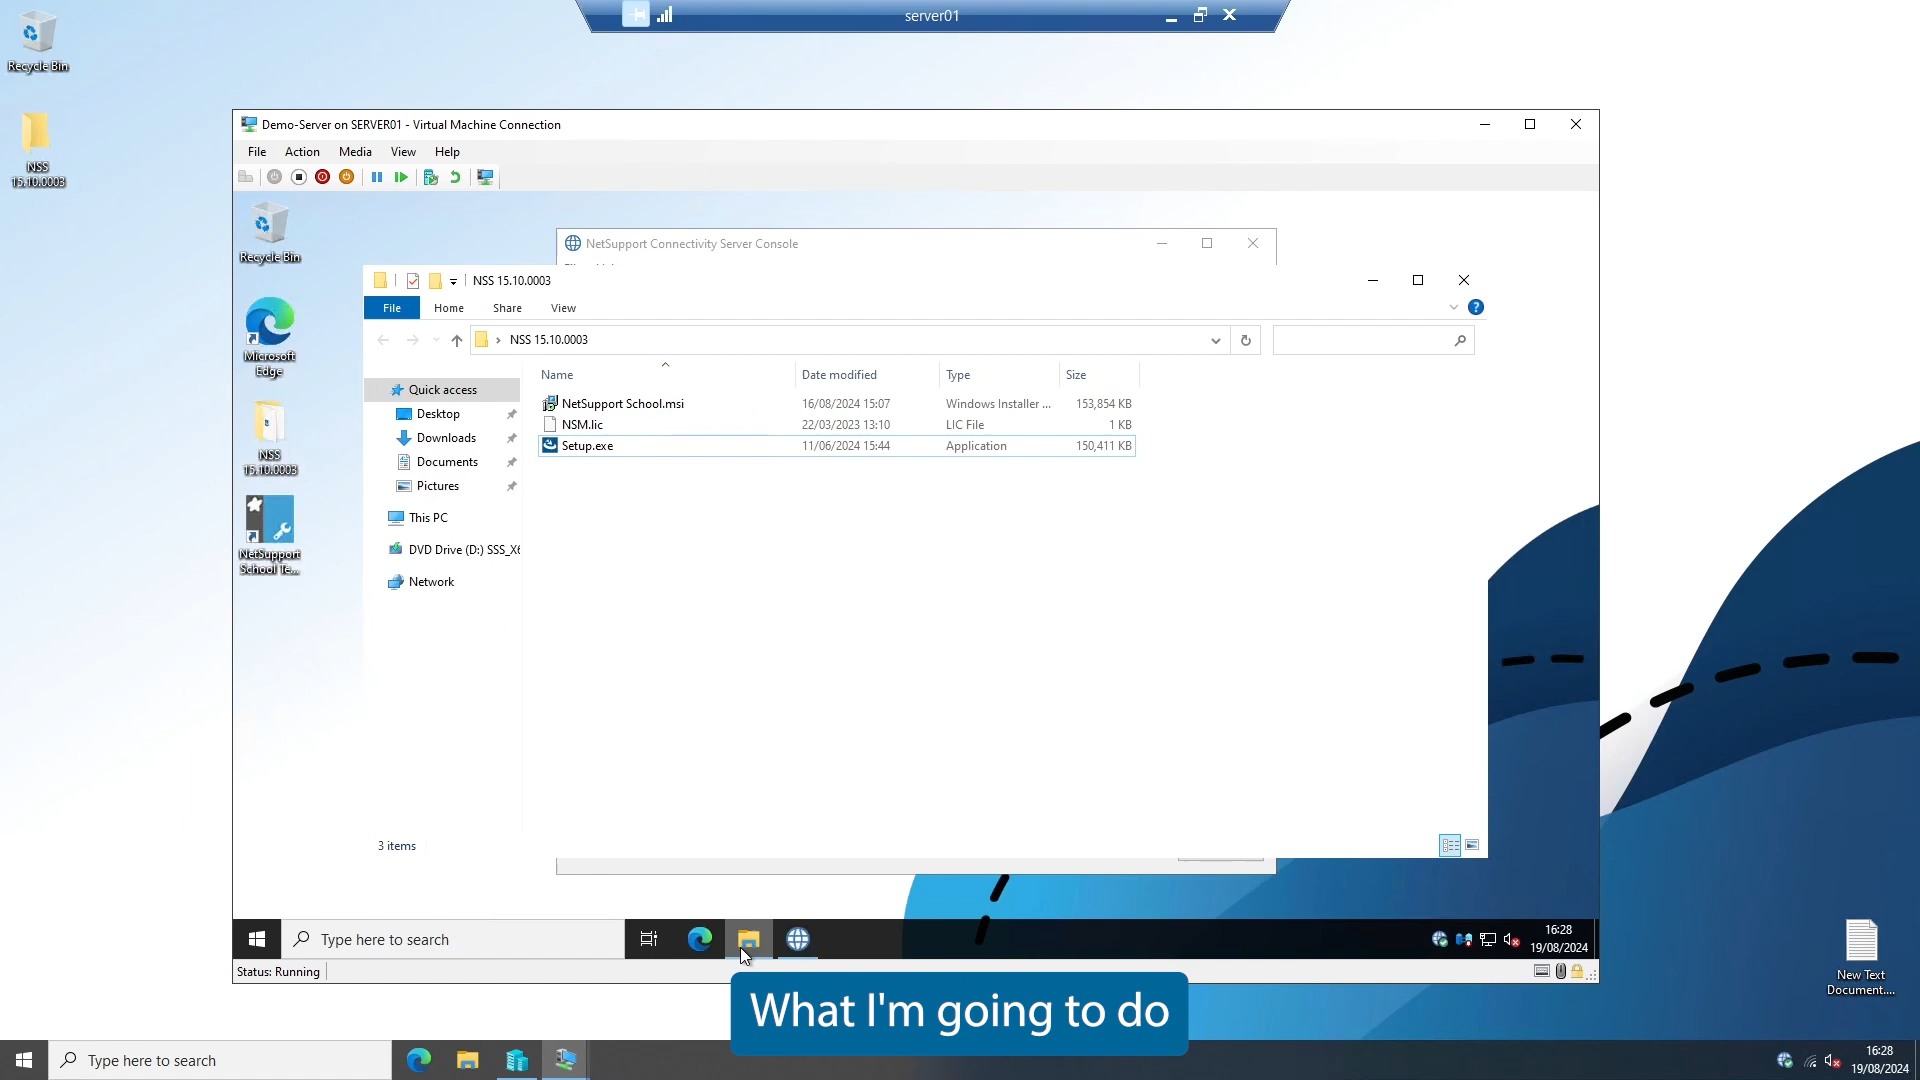 server01
Recycle Bin
NSS
15.10.0003
Demo-Server on SERVER01 - Virtual Machine Connection
File Action Media View Help
Recycle Bin
Microsoft
Edge
NSS
15.10.0003
NetSupport
School Te...
NetSupport Connectivity Server Console
NSS 15.10.0003
File Home Share View
NSS 15.10.0003
Name Date modified Type Size
NetSupport School.msi 16/08/2024 15:07 Windows Installer ... 153,854 KB
NSM.lic 22/03/2023 13:10 LIC File 1 KB
Setup.exe 11/06/2024 15:44 Application 150,411 KB
Quick access
Desktop
Downloads
Documents
Pictures
This PC
DVD Drive (D:) SSS_X6
Network
3 items
Type here to search
16:28
19/08/2024
Status: Running
What I'm going to do
New Text
Document....
Type here to search
16:28
19/08/2024